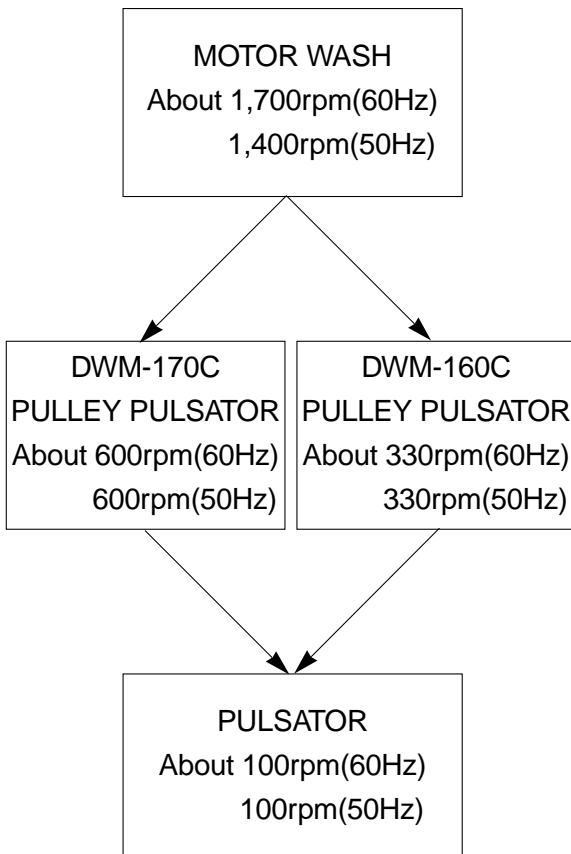 MOTOR WASH
About 1,700rpm(60Hz)
1,400rpm(50Hz)
DWM-170C
PULLEY PULSATOR
About 600rpm(60Hz)
600rpm(50Hz)
DWM-160C
PULLEY PULSATOR
About 330rpm(60Hz)
330rpm(50Hz)
PULSATOR
About 100rpm(60Hz)
100rpm(50Hz)